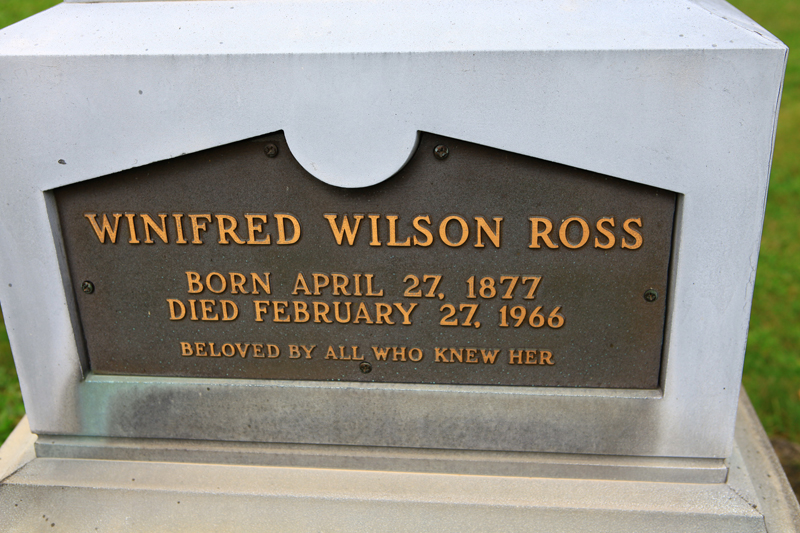 WINIFRED WILSON ROSS
BORN APRIL 27, 1877
DIED FEBRUARY 27, 1966
BELOVED BY ALL WHO KNEW HER